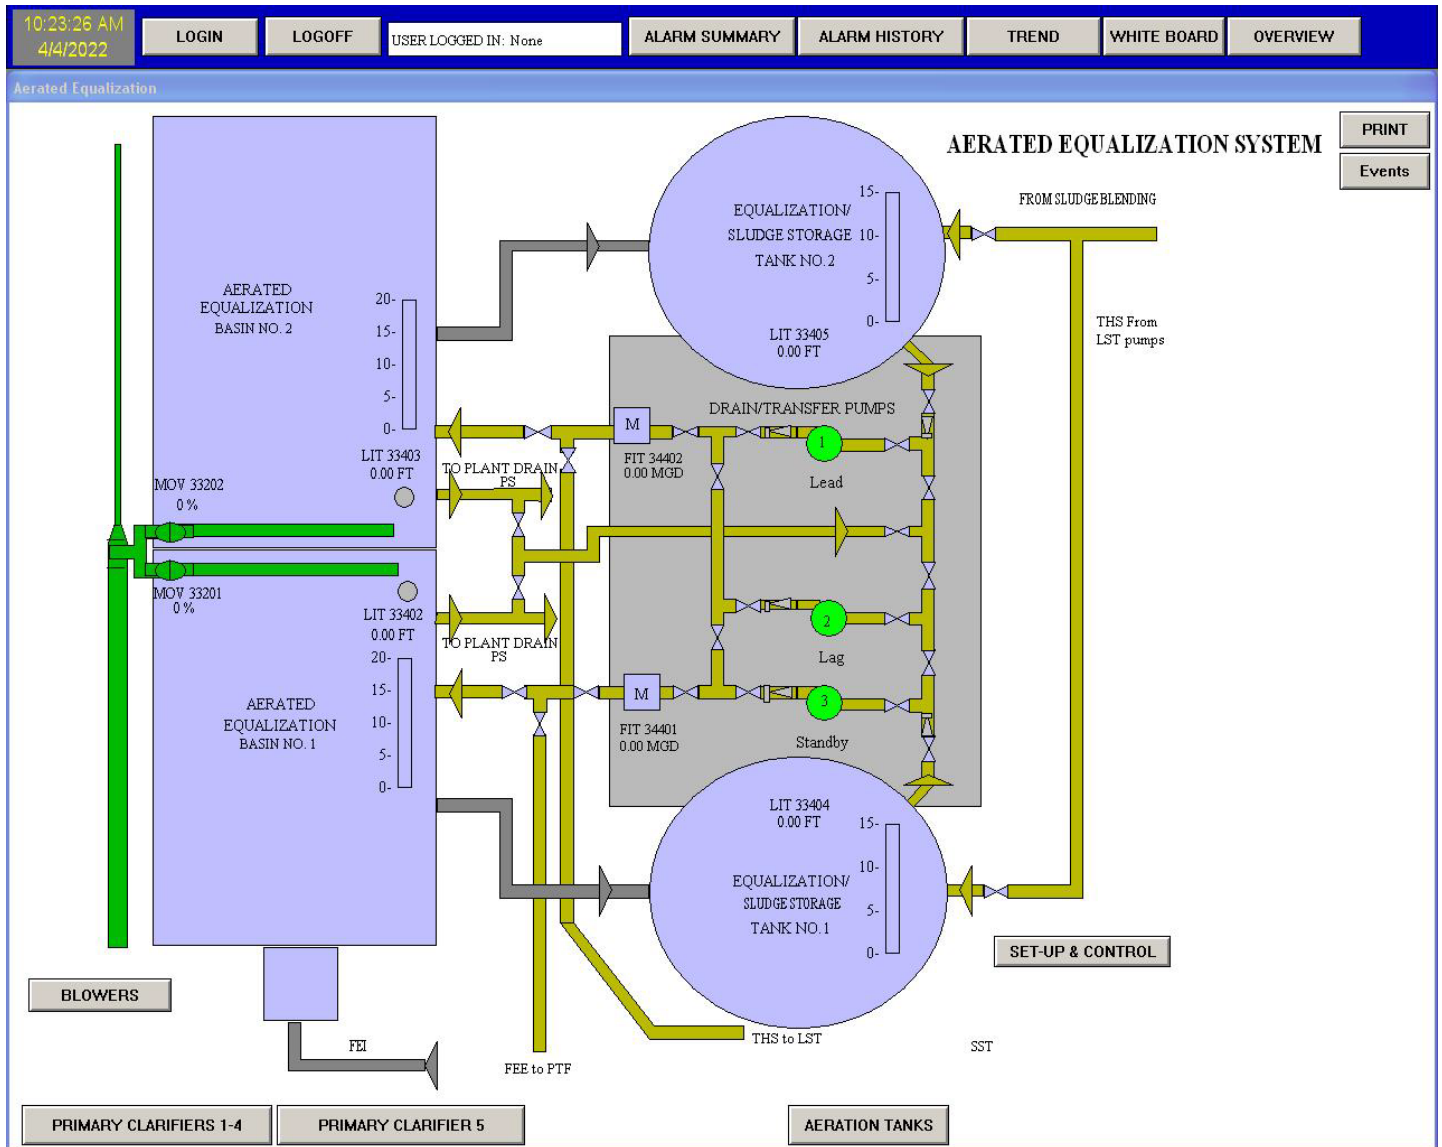 10:23:26 AM
4/4/2022
LOGIN
LOGOFF
USER LOGGED IN: None
ALARM SUMMARY
ALARM HISTORY
TREND
WHITE BOARD
OVERVIEW
Aerated Equalization
AERATED EQUALIZATION SYSTEM
PRINT
Events
FROM SLUDGE BLENDING
EQUALIZATION/
SLUDGE STORAGE
TANK NO. 2
15-
10-
5-
0-
LIT 33405
0.00 FT
AERATED
EQUALIZATION
BASIN NO. 2
20-
15-
10-
5-
0-
LIT 33403
0.00 FT
THS From
LST pumps
DRAIN/TRANSFER PUMPS
M
FIT 34402
0.00 MGD
1
Lead
TO PLANT DRAIN
PS
MOV 33202
0 %
MOV 33201
0 %
LIT 33402
0.00 FT
TO PLANT DRAIN
PS
2
Lag
20-
15-
10-
5-
0-
AERATED
EQUALIZATION
BASIN NO. 1
M
FIT 34401
0.00 MGD
3
Standby
LIT 33404
0.00 FT
15-
10-
5-
0-
EQUALIZATION/
SLUDGE STORAGE
TANK NO. 1
SET-UP & CONTROL
BLOWERS
FEI
FEE to PTF
THS to LST
SST
PRIMARY CLARIFIERS 1-4
PRIMARY CLARIFIER 5
AERATION TANKS